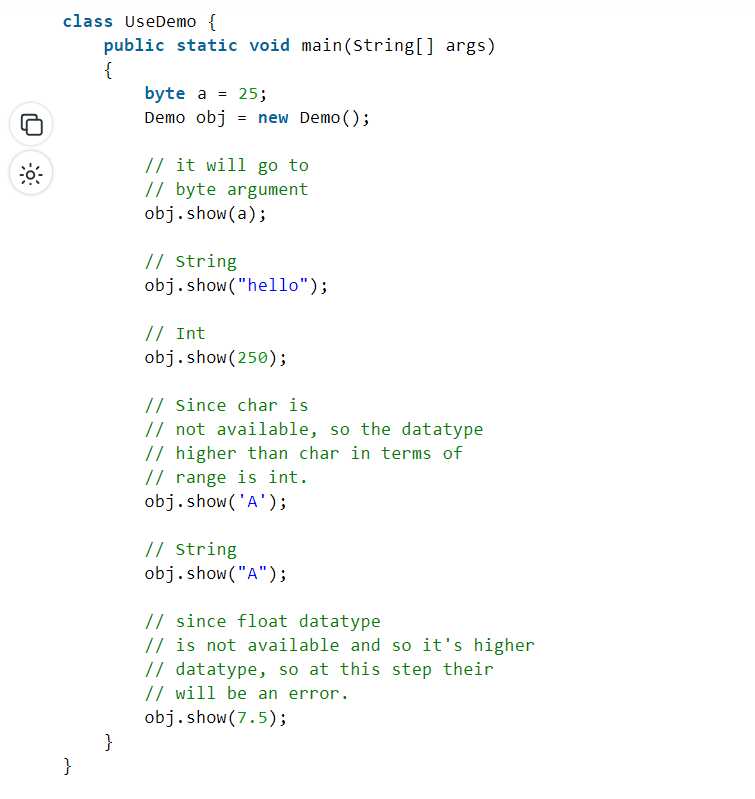 class UseDemo {
    public static void main(String[] args)
    {
        byte a = 25;
        Demo obj = new Demo();

        // it will go to
        // byte argument
        obj.show(a);

        // String
        obj.show("hello");

        // Int
        obj.show(250);

        // Since char is
        // not available, so the datatype
        // higher than char in terms of
        // range is int.
        obj.show('A');

        // String
        obj.show("A");

        // since float datatype
        // is not available and so it's higher
        // datatype, so at this step their
        // will be an error.
        obj.show(7.5);
    }
}